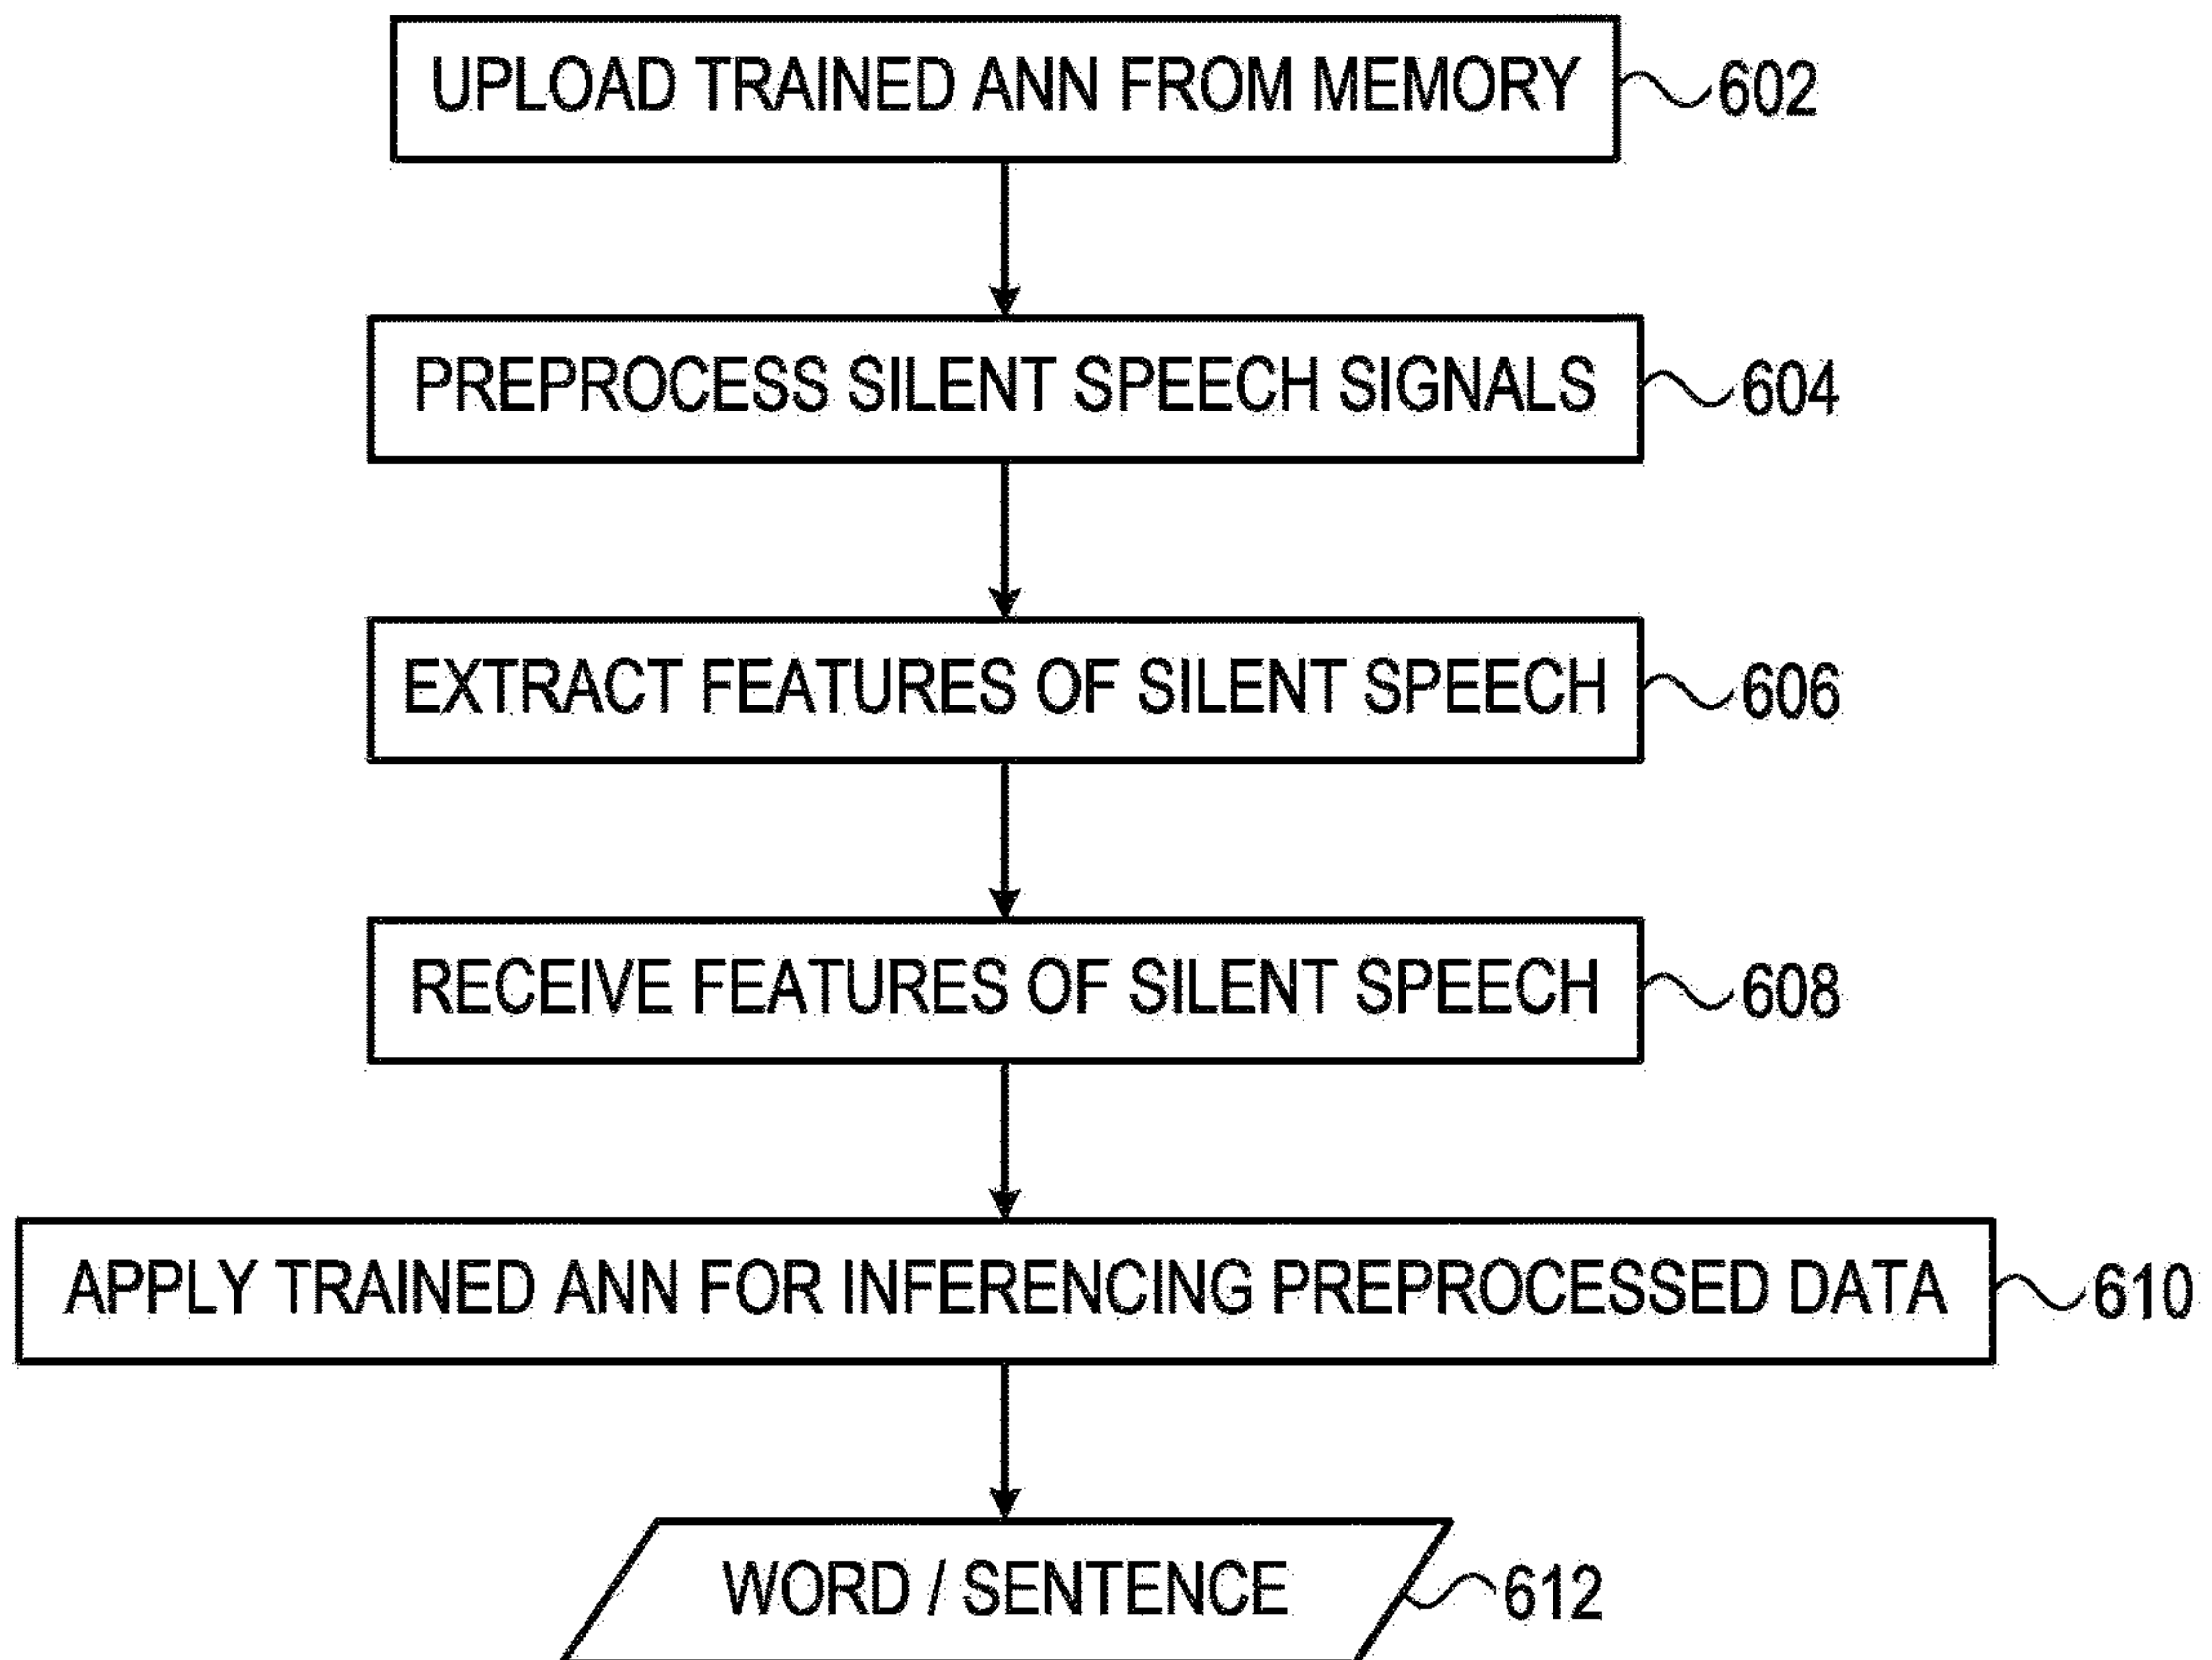 UPLOAD TRAINED ANN FROM MEMORY 602
PREPROCESS SILENT SPEECH SIGNALS 604
EXTRACT FEATURES OF SILENT SPEECH 606
RECEIVE FEATURES OF SILENT SPEECH 608
APPLY TRAINED ANN FOR INFERENCING PREPROCESSED DATA 610
WORD / SENTENCE 612